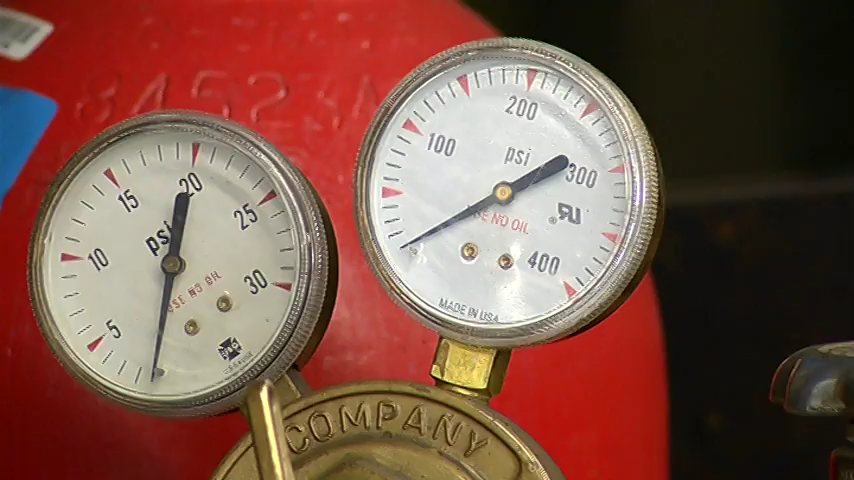 84523A
5
10
15
20
25
30
psi
USE NO OIL
100
200
300
400
psi
USE NO OIL
MADE IN USA
COMPANY